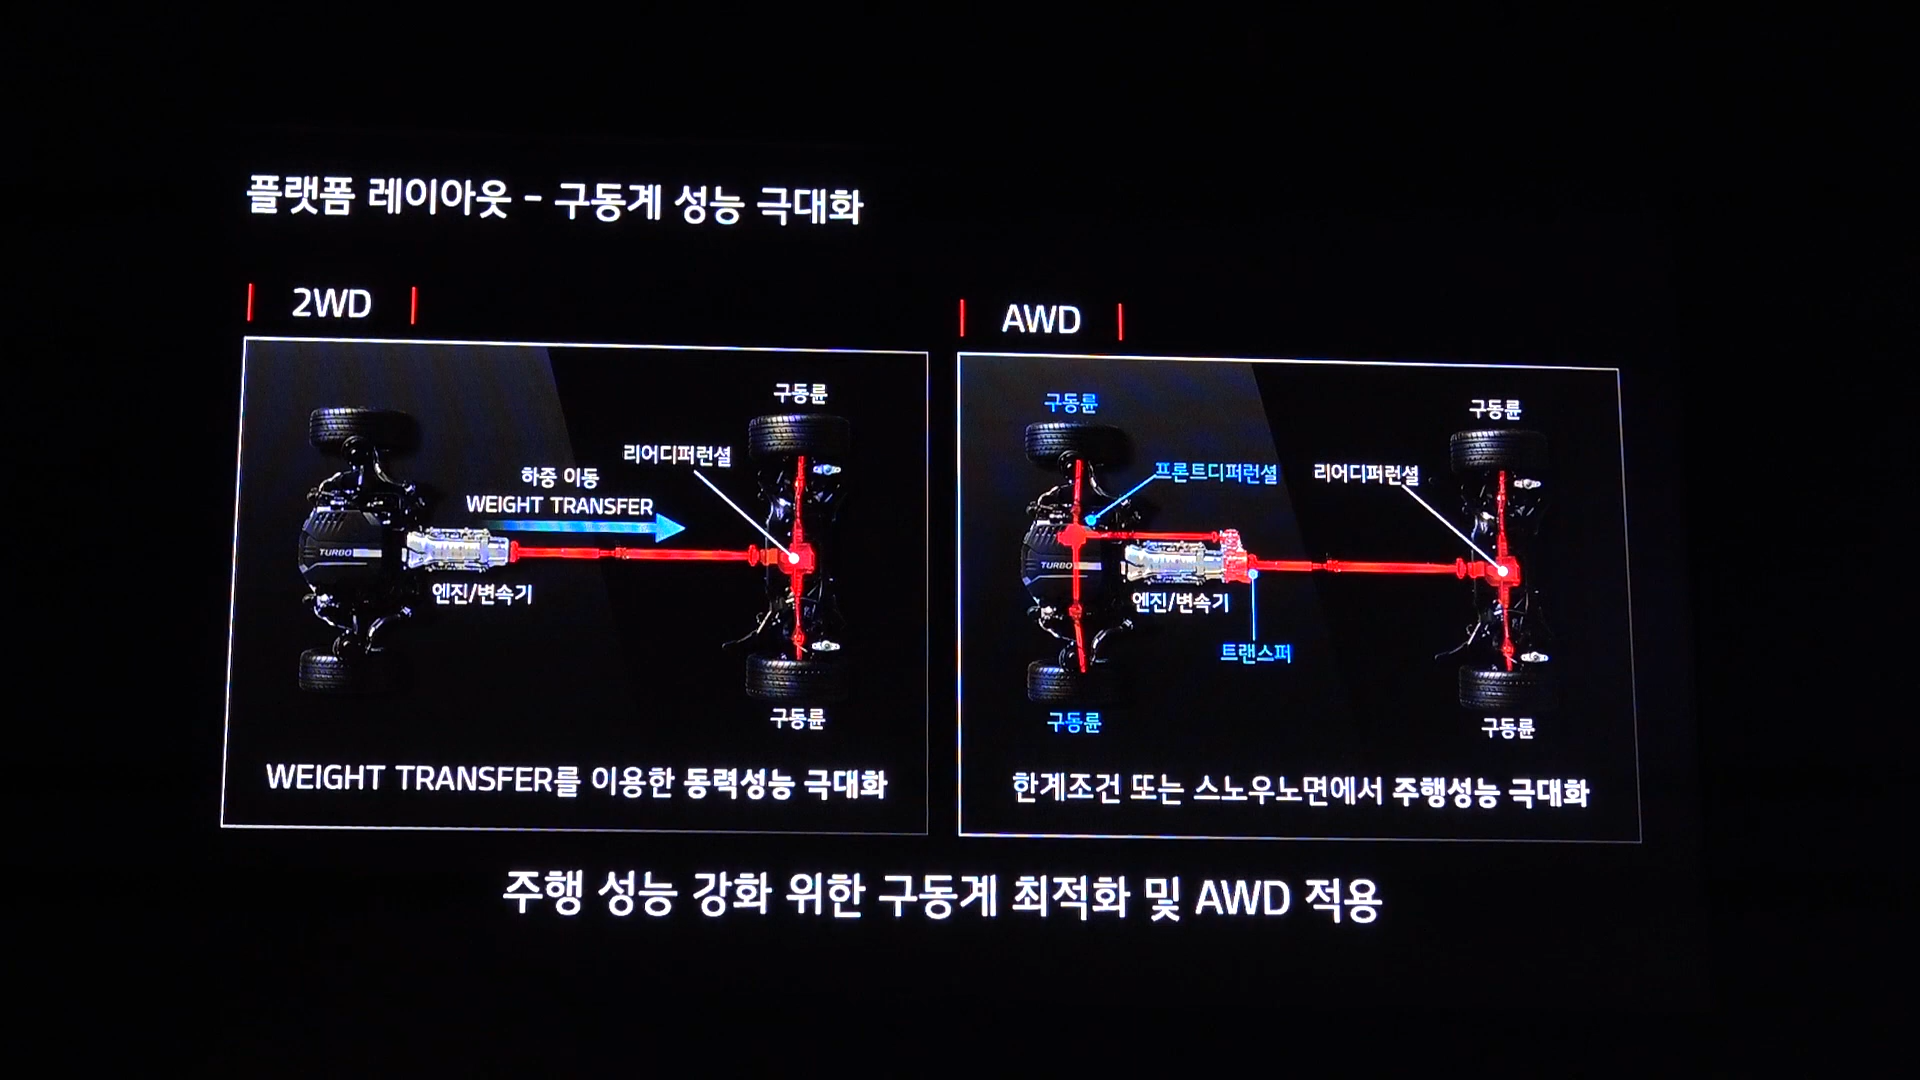 플랫폼 레이아웃 - 구동계 성능 극대화
2WD
구동륜
리어디퍼런셜
하중 이동
WEIGHT TRANSFER
TURBO
엔진/변속기
구동륜
WEIGHT TRANSFER를 이용한 동력성능 극대화
AWD
구동륜
구동륜
프론트디퍼런셜
리어디퍼런셜
TURBO
엔진/변속기
트랜스퍼
구동륜
구동륜
한계조건 또는 스노우노면에서 주행성능 극대화
주행 성능 강화 위한 구동계 최적화 및 AWD 적용